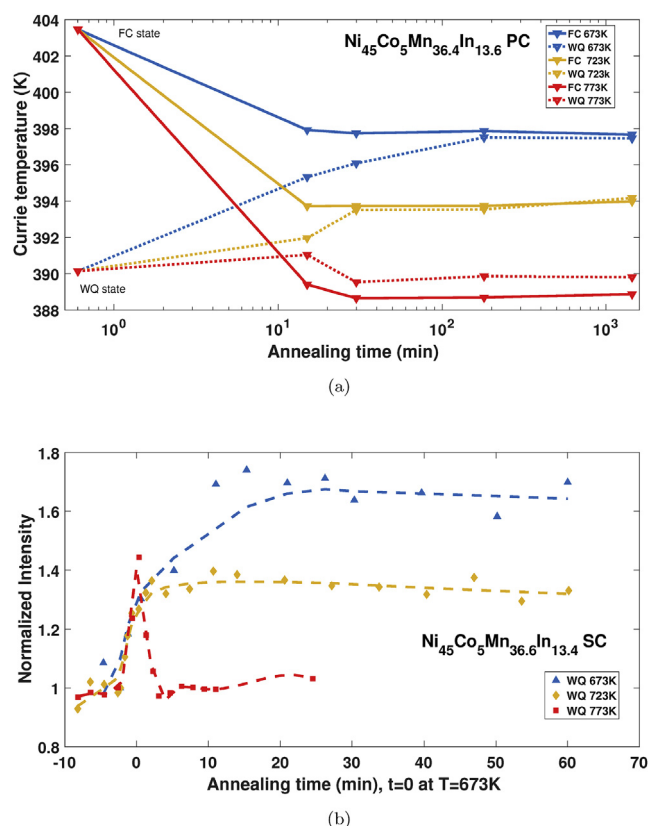 (a)
404
402
400
398
396
394
392
390
388
Currie temperature (K)
FC state
WQ state
Ni45Co5Mn36.4In13.6 PC
FC 673K
WQ 673K
FC 723K
WQ 723k
FC 773K
WQ 773K
10^0
10^1
10^2
10^3
Annealing time (min)
(a)
1.8
1.6
1.4
1.2
1
0.8
Normalized Intensity
Ni45Co5Mn36.6In13.4 SC
WQ 673K
WQ 723K
WQ 773K
-10
0
10
20
30
40
50
60
70
Annealing time (min), t=0 at T=673K
(b)